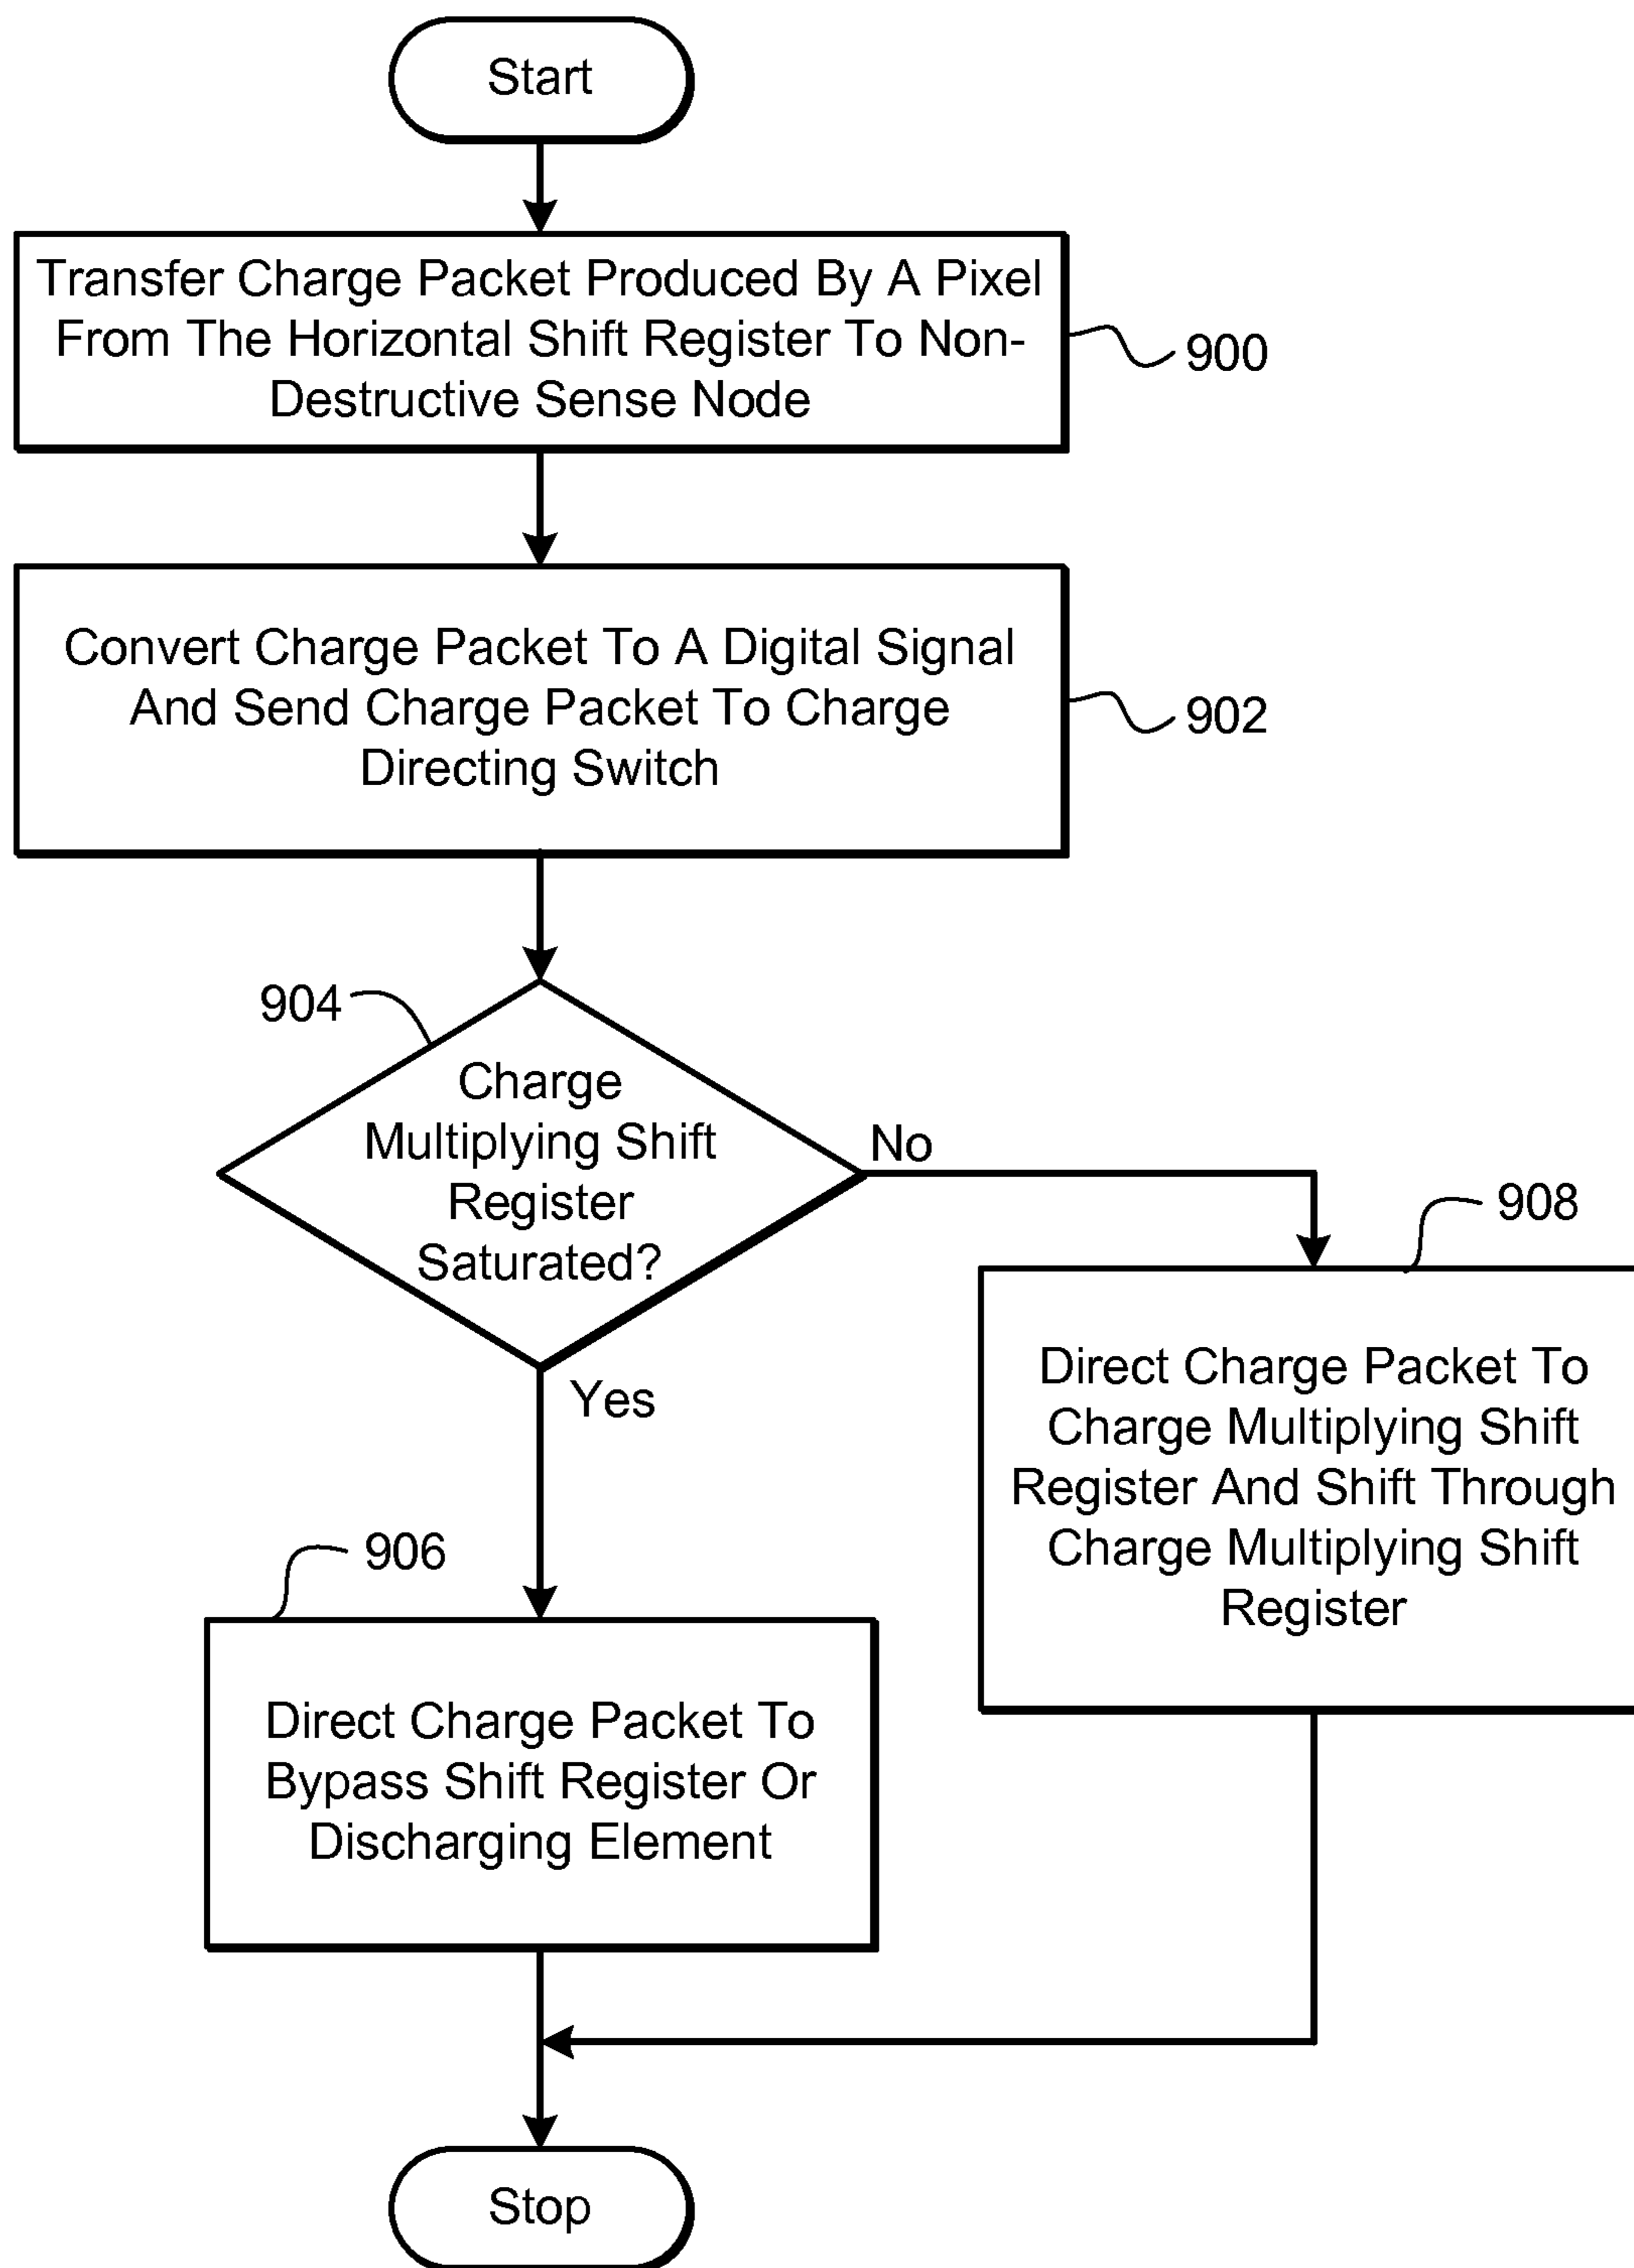 Start
Transfer Charge Packet Produced By A Pixel
From The Horizontal Shift Register To Non-
Destructive Sense Node
900
Convert Charge Packet To A Digital Signal
And Send Charge Packet To Charge
Directing Switch
902
904
Charge
Multiplying Shift
Register
Saturated?
No
Yes
908
Direct Charge Packet To
Charge Multiplying Shift
Register And Shift Through
Charge Multiplying Shift
Register
906
Direct Charge Packet To
Bypass Shift Register Or
Discharging Element
Stop